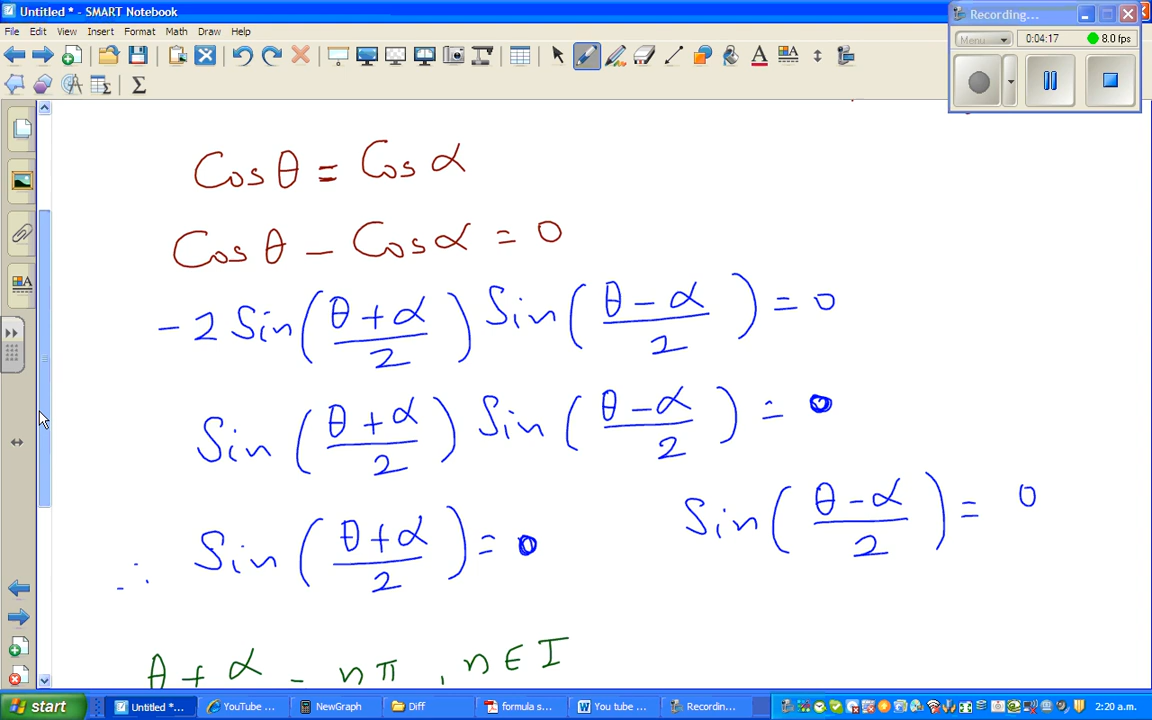 Untitled * - SMART Notebook
Recording...
File Edit View Insert Format Math Draw Help
Menu 0:04:17 8.0 fps
Cos θ = Cos α
Cos θ - Cos α = 0
-2 Sin (θ + α / 2) Sin (θ - α / 2) = 0
Sin (θ + α / 2) Sin (θ - α / 2) = 0
∴ Sin (θ + α / 2) = 0 Sin (θ - α / 2) = 0
θ + α = nπ, n ∈ I
start Untitled *... YouTube ... NewGraph Diff formula s... You tube ... Recordin... 2:20 a.m.